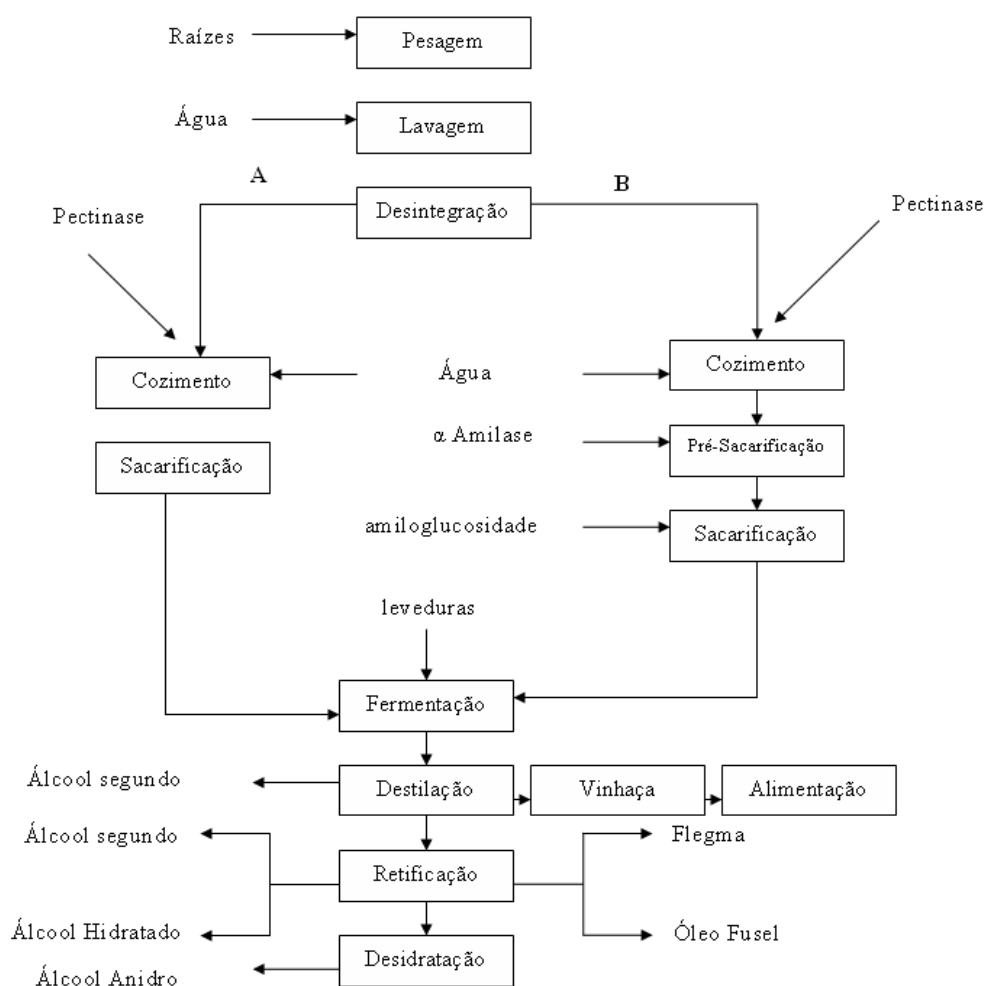 Raízes
Pesagem
Água
Lavagem
A
B
Desintegração
Pectinase
Pectinase
Cozimento
Água
Cozimento
α Amilase
Pré-Sacarificação
Sacarificação
amiloglucosidade
Sacarificação
leveduras
Fermentação
Álcool segundo
Destilação
Vinhaça
Alimentação
Álcool segundo
Flegma
Retificação
Álcool Hidratado
Óleo Fusel
Desidratação
Álcool Anidro